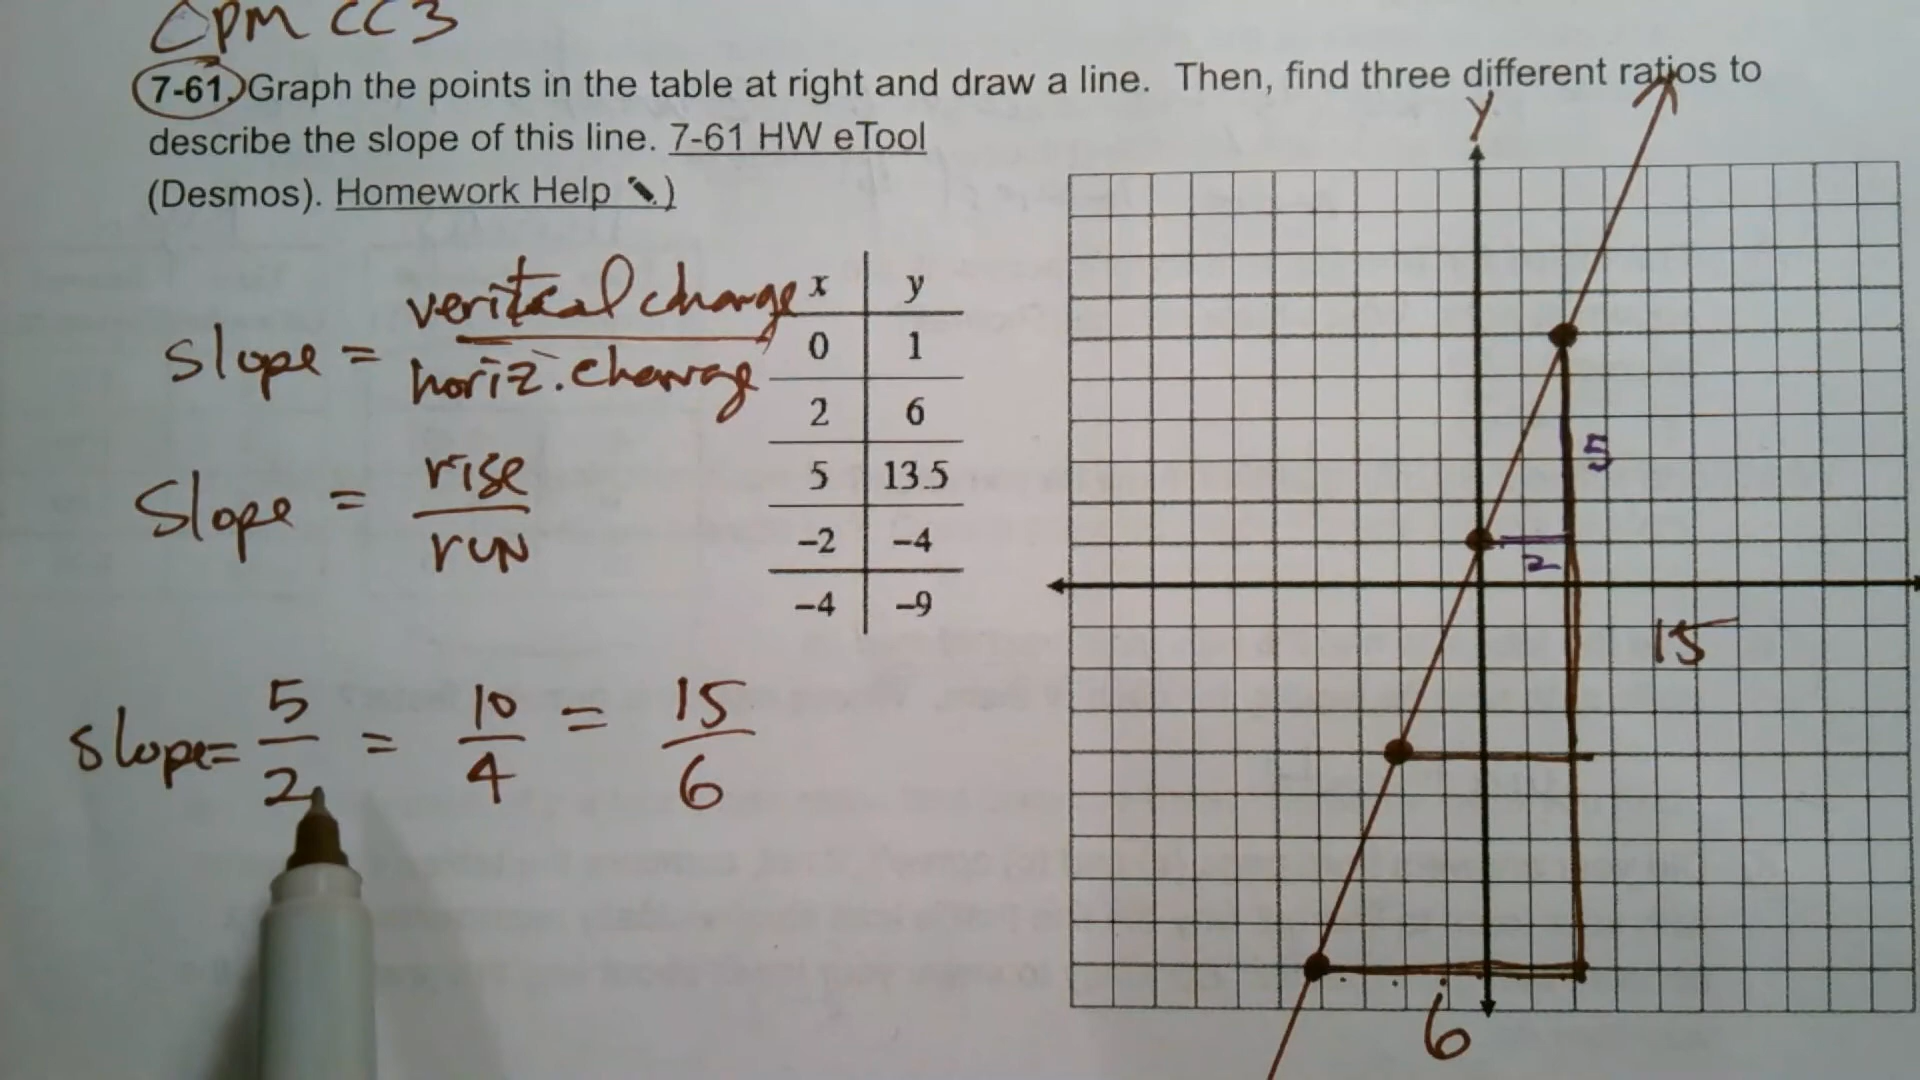 CPM CC3
7-61. Graph the points in the table at right and draw a line. Then, find three different ratios to
describe the slope of this line. 7-61 HW eTool
(Desmos). Homework Help ✎)
slope = veritcal change
horiz. change
Slope = rise
run
x y
0 1
2 6
5 13.5
−2 −4
−4 −9
slope = 5/2 = 10/4 = 15/6
y
5
2
15
6